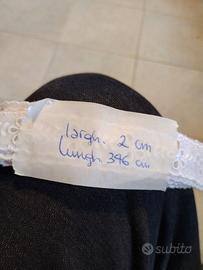 largh. 2 cm
lungh. 396 cm
subito